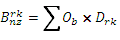 B_{nz}^{rk} = ∑ O_b × D_{rk}